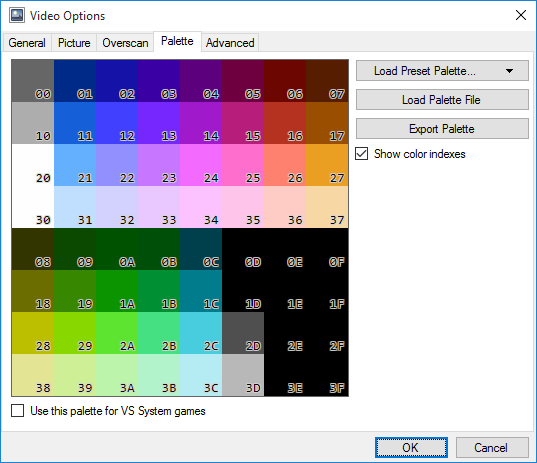 Video Options
General Picture Overscan Palette Advanced
00 01 02 03 04 05 06 07
10 11 12 13 14 15 16 17
20 21 22 23 24 25 26 27
30 31 32 33 34 35 36 37
08 09 0A 0B 0C 0D 0E 0F
18 19 1A 1B 1C 1D 1E 1F
28 29 2A 2B 2C 2D 2E 2F
38 39 3A 3B 3C 3D 3E 3F
Load Preset Palette...
Load Palette File
Export Palette
Show color indexes
Use this palette for VS System games
OK Cancel